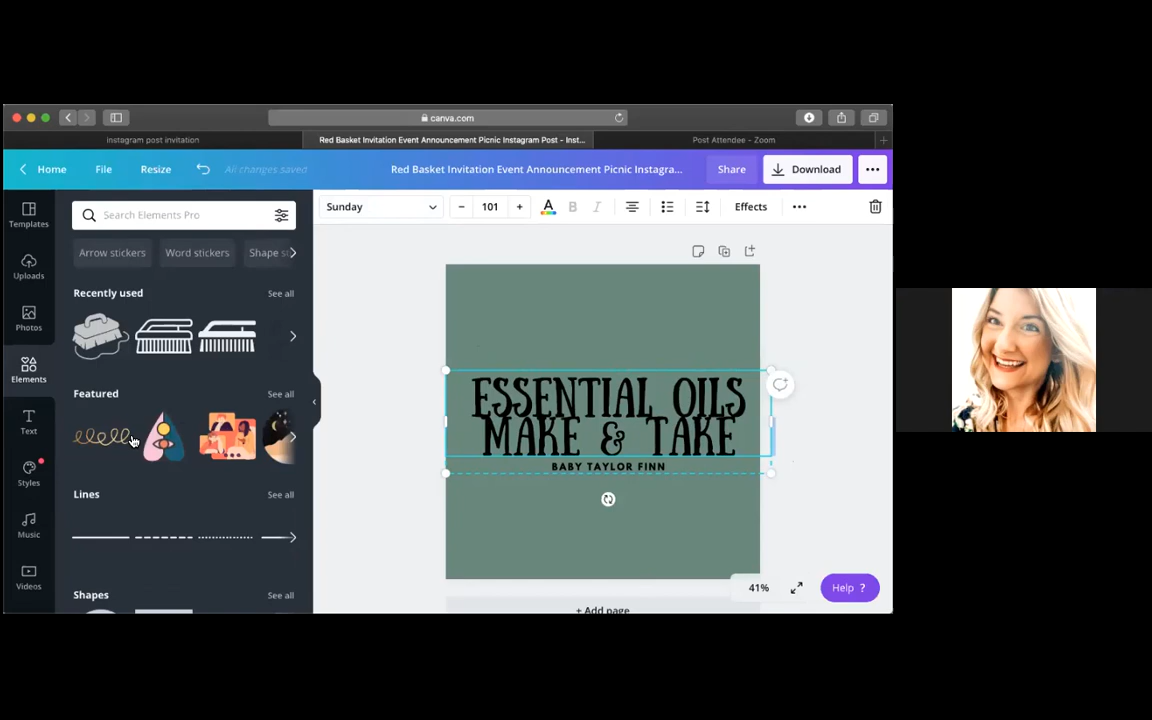 canva.com
instagram post invitation
Red Basket Invitation Event Announcement Picnic Instagram Post - Inst...
Post Attendee - Zoom
Home
File
Resize
All changes saved
Red Basket Invitation Event Announcement Picnic Instagra...
Share
Download
Templates
Uploads
Photos
Elements
Text
Styles
Music
Videos
Search Elements Pro
Arrow stickers
Word stickers
Shape st
Recently used
See all
Featured
See all
Lines
See all
Shapes
See all
Sunday
101
A
B
I
Effects
ESSENTIAL OILS
MAKE & TAKE
BABY TAYLOR FINN
41%
Help ?
+ Add page